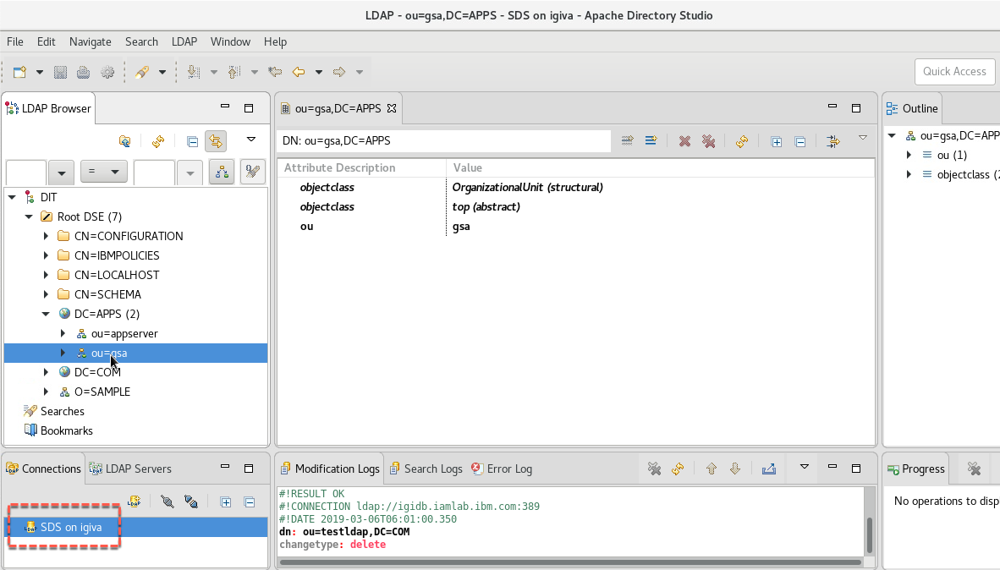 LDAP - ou=gsa,DC=APPS - SDS on igiva - Apache Directory Studio
File Edit Navigate Search LDAP Window Help
Quick Access
LDAP Browser
=
DIT
Root DSE (7)
CN=CONFIGURATION
CN=IBMPOLICIES
CN=LOCALHOST
CN=SCHEMA
DC=APPS (2)
ou=appserver
ou=gsa
DC=COM
O=SAMPLE
Searches
Bookmarks
ou=gsa,DC=APPS
DN: ou=gsa,DC=APPS
Attribute Description Value
objectclass OrganizationalUnit (structural)
objectclass top (abstract)
ou gsa
Outline
ou=gsa,DC=APP
ou (1)
objectclass (2
Connections LDAP Servers
SDS on igiva
Modification Logs Search Logs Error Log
#!RESULT OK
#!CONNECTION ldap://igidb.iamlab.ibm.com:389
#!DATE 2019-03-06T06:01:00.350
dn: ou=testldap,DC=COM
changetype: delete
Progress
No operations to disp